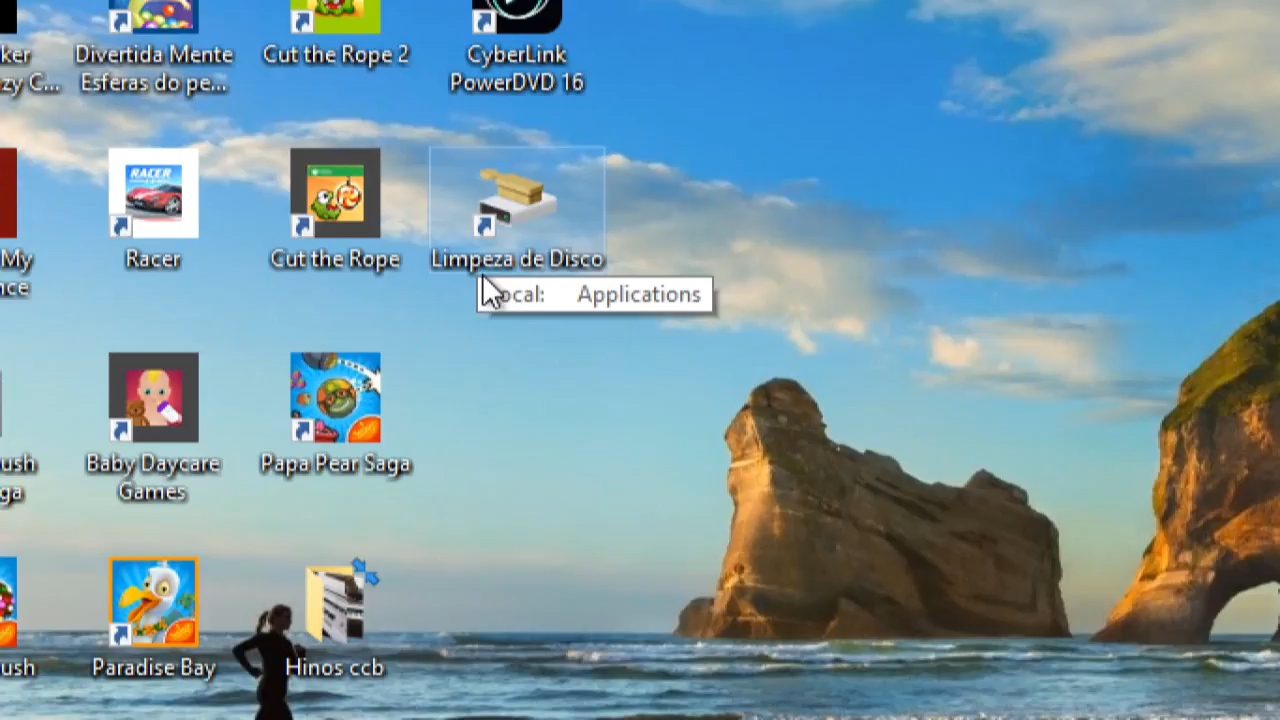 ker
zy C...
Divertida Mente
Esferas do pe...
Cut the Rope 2
CyberLink
PowerDVD 16
My
nce
RACER
Racer
Cut the Rope
Limpeza de Disco
ocal: Applications
ush
ga
Baby Daycare
Games
Papa Pear Saga
ush
Paradise Bay
Hinos ccb